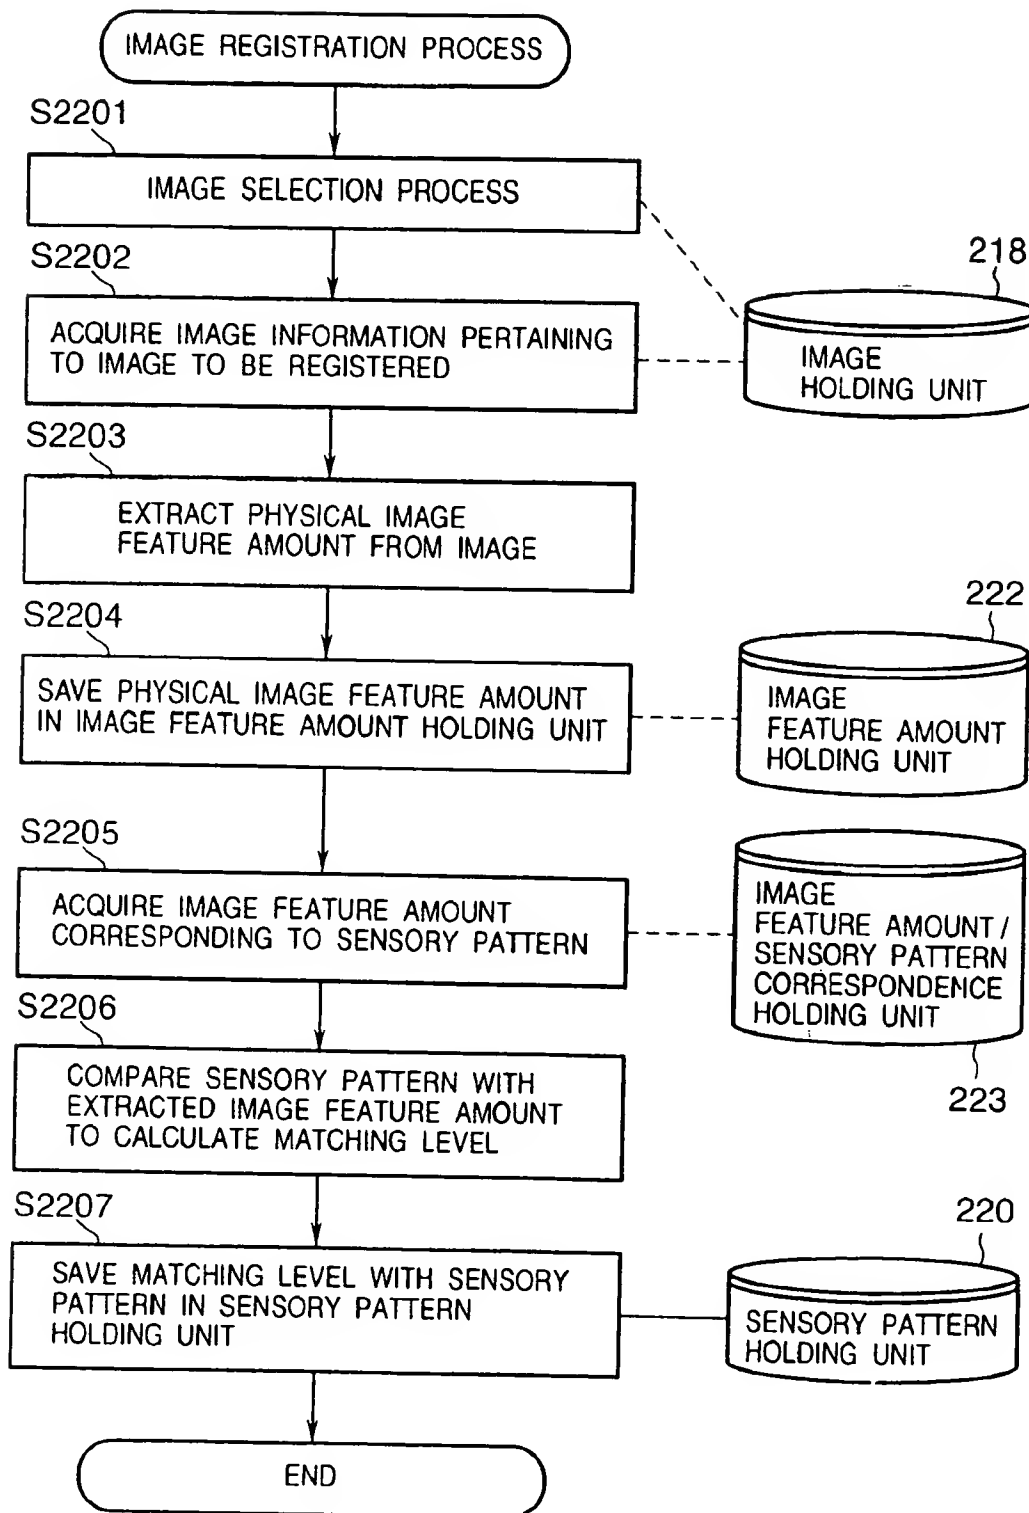 IMAGE REGISTRATION PROCESS
S2201
IMAGE SELECTION PROCESS
S2202
218
ACQUIRE IMAGE INFORMATION PERTAINING
TO IMAGE TO BE REGISTERED
IMAGE
HOLDING UNIT
S2203
EXTRACT PHYSICAL IMAGE
FEATURE AMOUNT FROM IMAGE
S2204
222
SAVE PHYSICAL IMAGE FEATURE AMOUNT
IN IMAGE FEATURE AMOUNT HOLDING UNIT
IMAGE
FEATURE AMOUNT
HOLDING UNIT
S2205
ACQUIRE IMAGE FEATURE AMOUNT
CORRESPONDING TO SENSORY PATTERN
IMAGE
FEATURE AMOUNT /
SENSORY PATTERN
CORRESPONDENCE
HOLDING UNIT
223
S2206
COMPARE SENSORY PATTERN WITH
EXTRACTED IMAGE FEATURE AMOUNT
TO CALCULATE MATCHING LEVEL
S2207
220
SAVE MATCHING LEVEL WITH SENSORY
PATTERN IN SENSORY PATTERN
HOLDING UNIT
SENSORY PATTERN
HOLDING UNIT
END